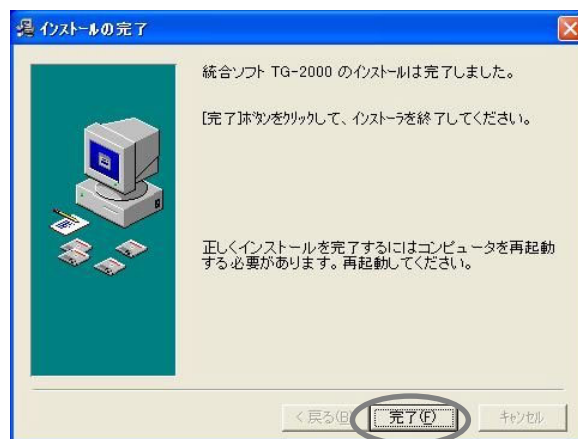 インストールの完了
統合ソフト TG-2000 のインストールは完了しました。
[完了]ボタンをクリックして、インストーラを終了してください。
正しくインストールを完了するにはコンピュータを再起動
する必要があります。再起動してください。
< 戻る(B) 完了(F) キャンセル